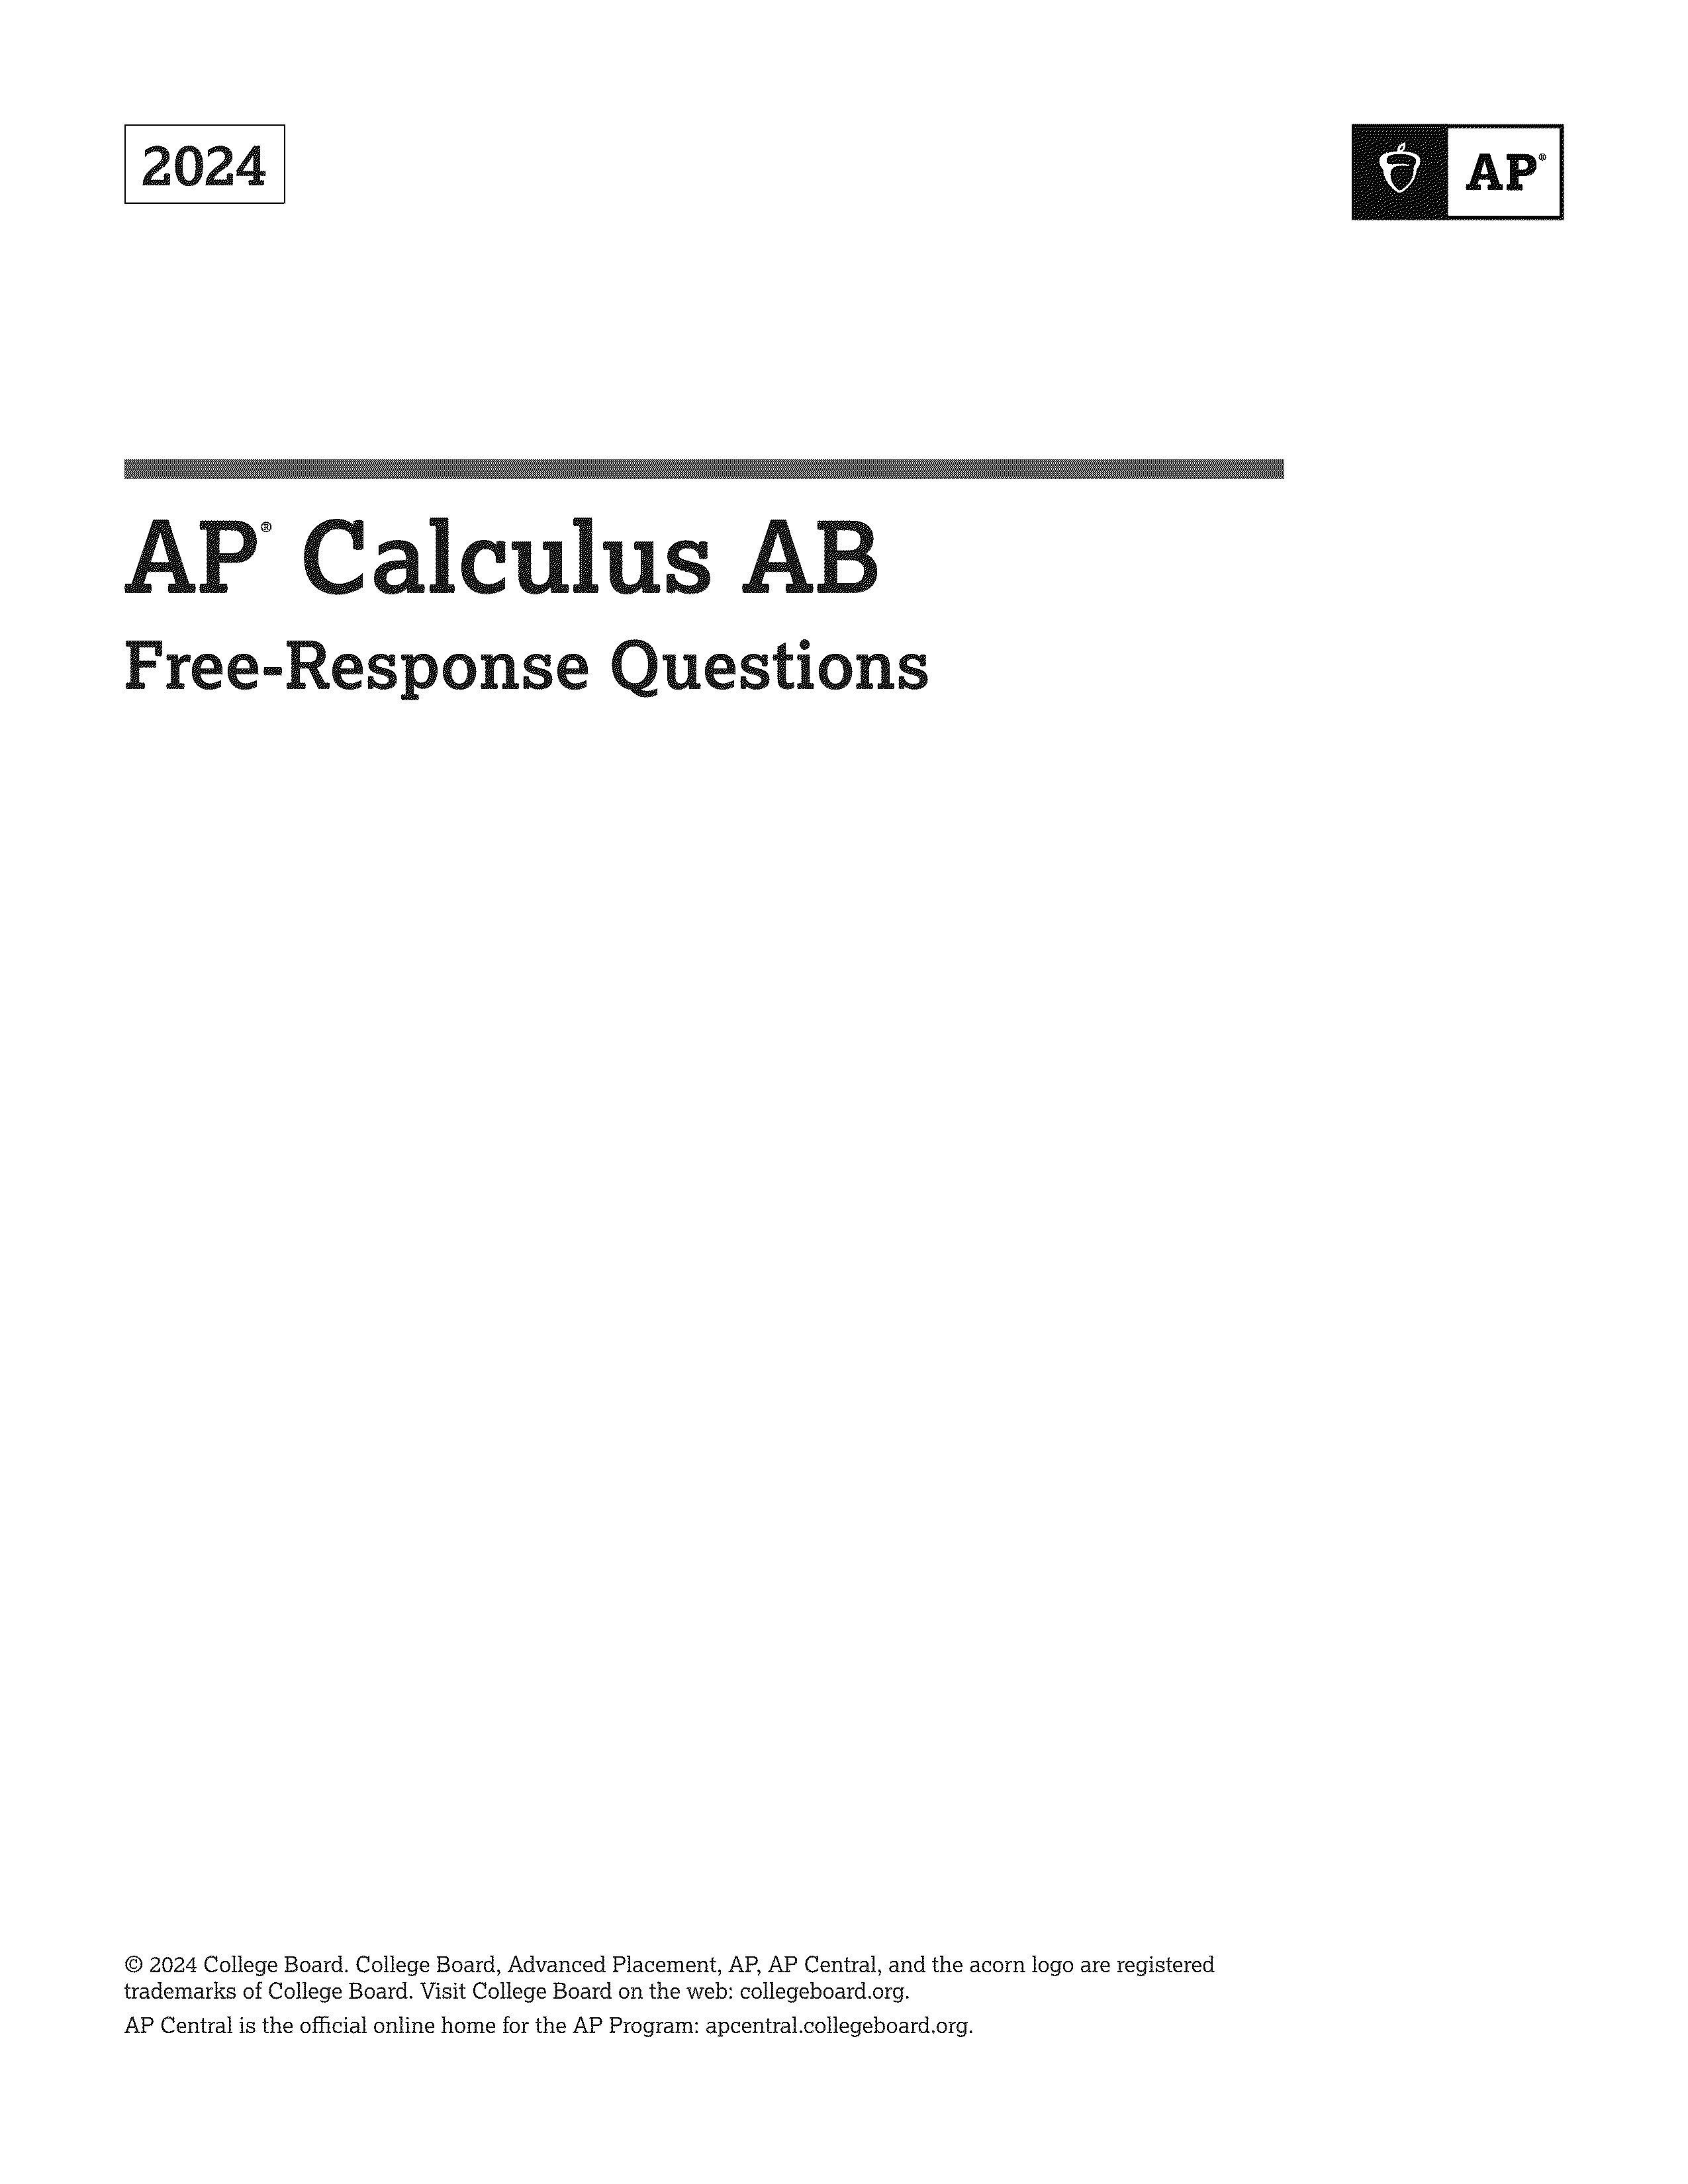 2024
AP®
AP® Calculus AB
Free-Response Questions
© 2024 College Board. College Board, Advanced Placement, AP, AP Central, and the acorn logo are registered
trademarks of College Board. Visit College Board on the web: collegeboard.org.
AP Central is the official online home for the AP Program: apcentral.collegeboard.org.